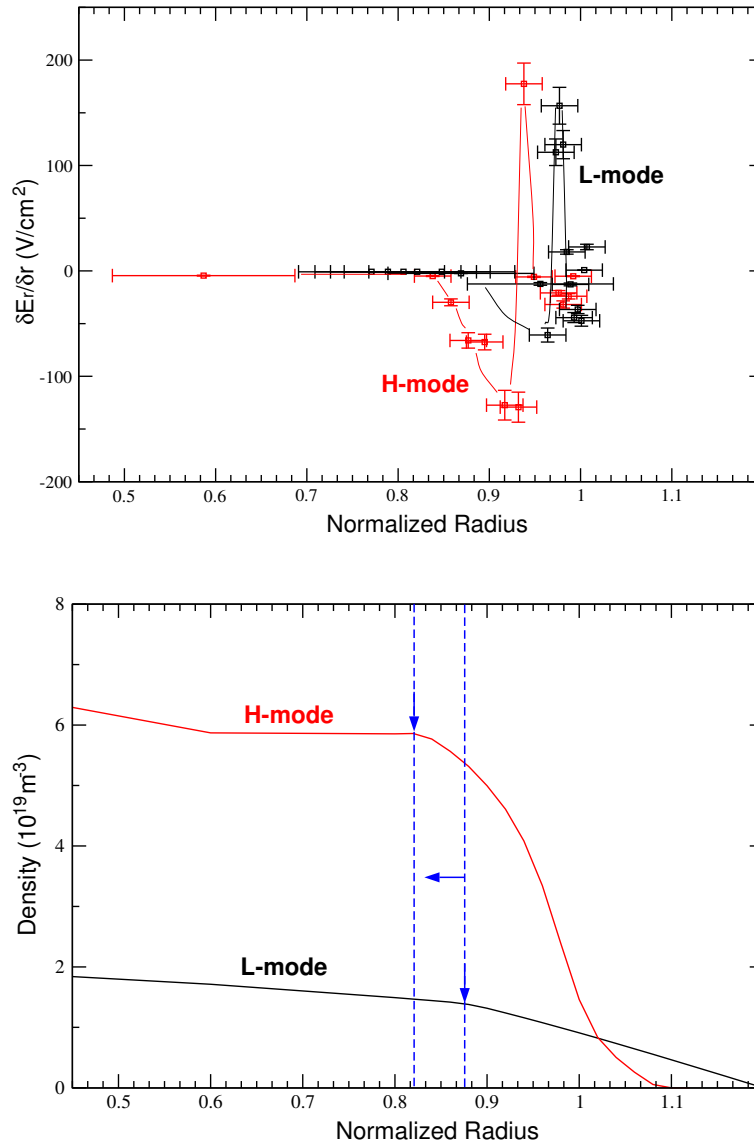 200
100
0
-100
-200
δEr/δr (V/cm2)
L-mode
H-mode
0.5 0.6 0.7 0.8 0.9 1 1.1
Normalized Radius
8
6
4
2
0
Density (10^19m^-3)
H-mode
L-mode
0.5 0.6 0.7 0.8 0.9 1 1.1
Normalized Radius